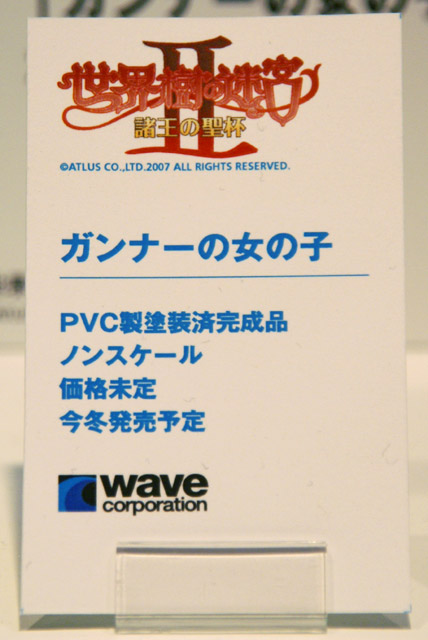 世界樹の迷宮II
諸王の聖杯
©ATLUS CO.,LTD.2007 ALL RIGHTS RESERVED.
ガンナーの女の子
PVC製塗装済完成品
ノンスケール
価格未定
今冬発売予定
wave
corporation